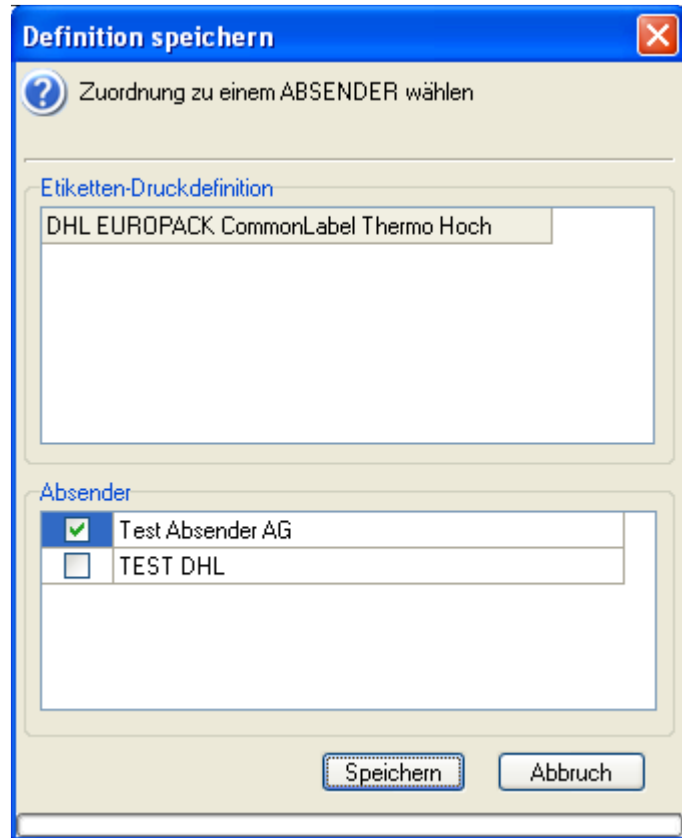 Definition speichern
Zuordnung zu einem ABSENDER wählen
Etiketten-Druckdefinition
DHL EUROPACK CommonLabel Thermo Hoch
Absender
Test Absender AG
TEST DHL
Speichern
Abbruch